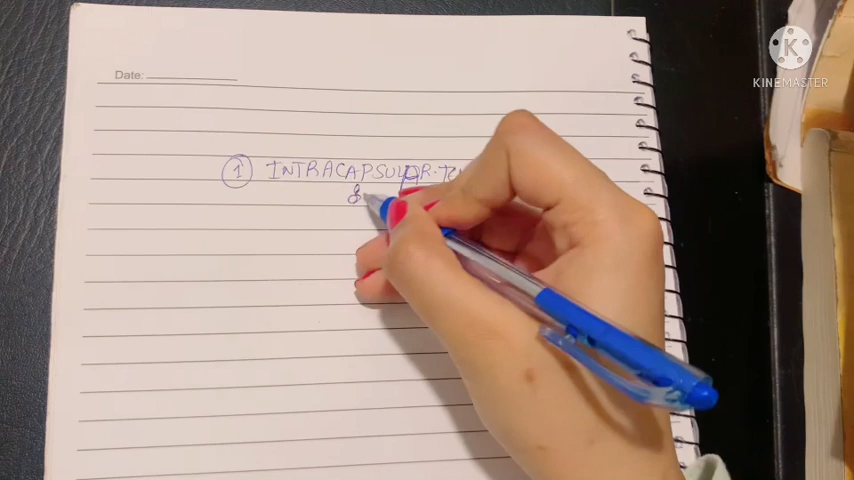 K
KINEMASTER
Date:
1 INTRACAPSULAR
&